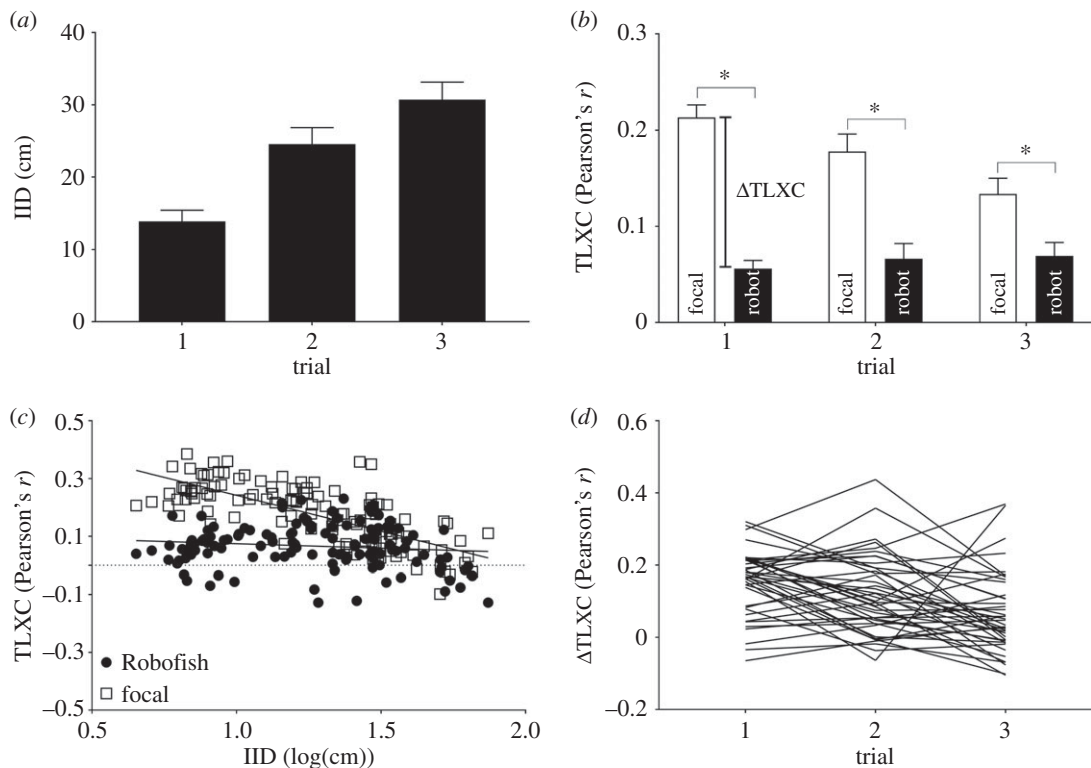 (a)
40
30
20
10
0
IID (cm)
1 2 3
trial
(b)
0.3
0.2
0.1
0
TLXC (Pearson's r)
* * *
ΔTLXC
focal robot focal robot focal robot
1 2 3
trial
(c)
0.5
0.3
0.1
–0.1
–0.3
–0.5
TLXC (Pearson's r)
Robofish
focal
0.5 1.0 1.5 2.0
IID (log(cm))
(d)
0.6
0.4
0.2
0
–0.2
ΔTLXC (Pearson's r)
1 2 3
trial